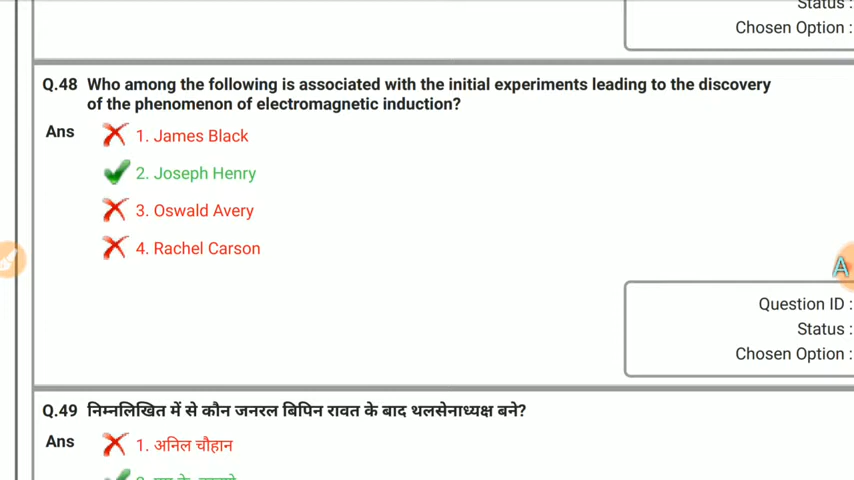 Status :
Chosen Option :
Q.48 Who among the following is associated with the initial experiments leading to the discovery
of the phenomenon of electromagnetic induction?
Ans 1. James Black
2. Joseph Henry
3. Oswald Avery
4. Rachel Carson
A
Question ID :
Status :
Chosen Option :
Q.49 निम्नलिखित में से कौन जनरल बिपिन रावत के बाद थलसेनाध्यक्ष बने?
Ans 1. अनिल चौहान